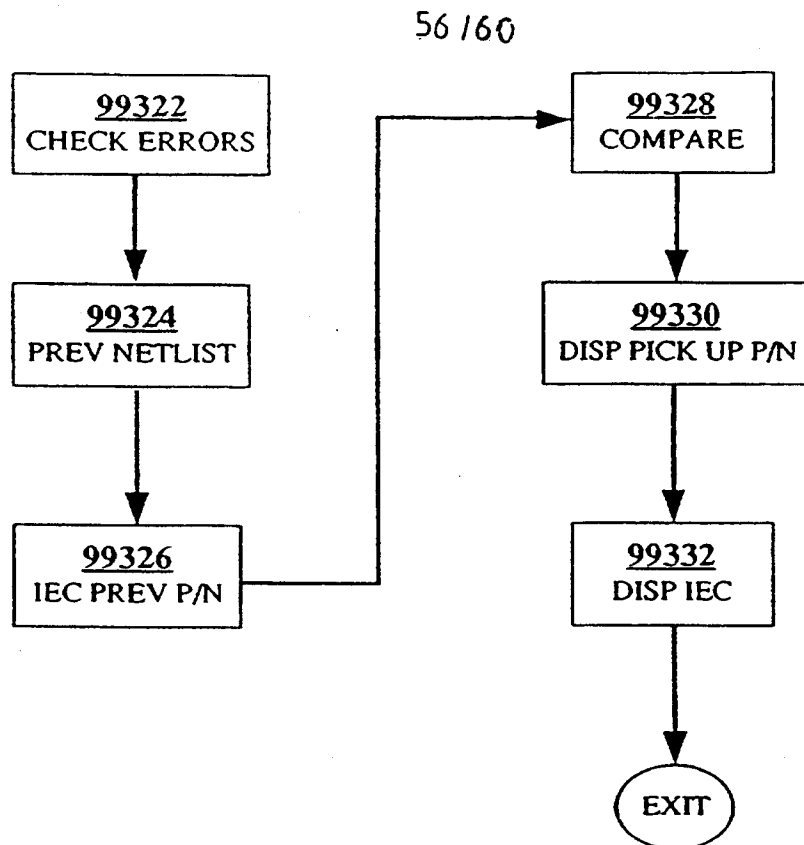 56/60
99322
CHECK ERRORS
99324
PREV NETLIST
99326
IEC PREV P/N
99328
COMPARE
99330
DISP PICK UP P/N
99332
DISP IEC
EXIT